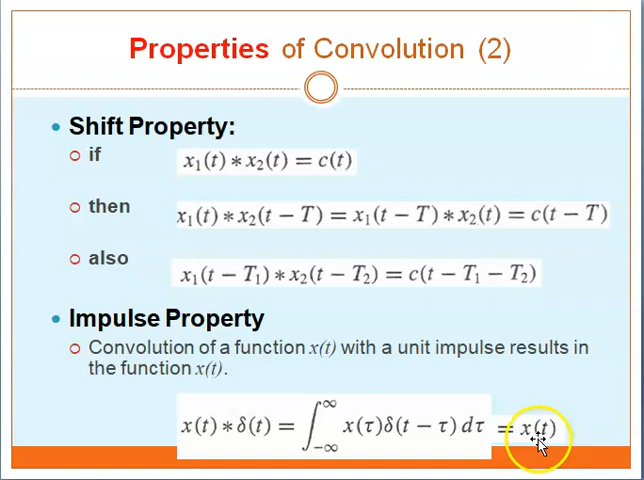 Properties of Convolution (2)
• Shift Property:
○ if x₁(t) ∗ x₂(t) = c(t)
○ then x₁(t) ∗ x₂(t − T) = x₁(t − T) ∗ x₂(t) = c(t − T)
○ also x₁(t − T₁) ∗ x₂(t − T₂) = c(t − T₁ − T₂)
• Impulse Property
○ Convolution of a function x(t) with a unit impulse results in
the function x(t).
x(t) ∗ δ(t) = ∫_{−∞}^{∞} x(τ)δ(t − τ) dτ = x(t)